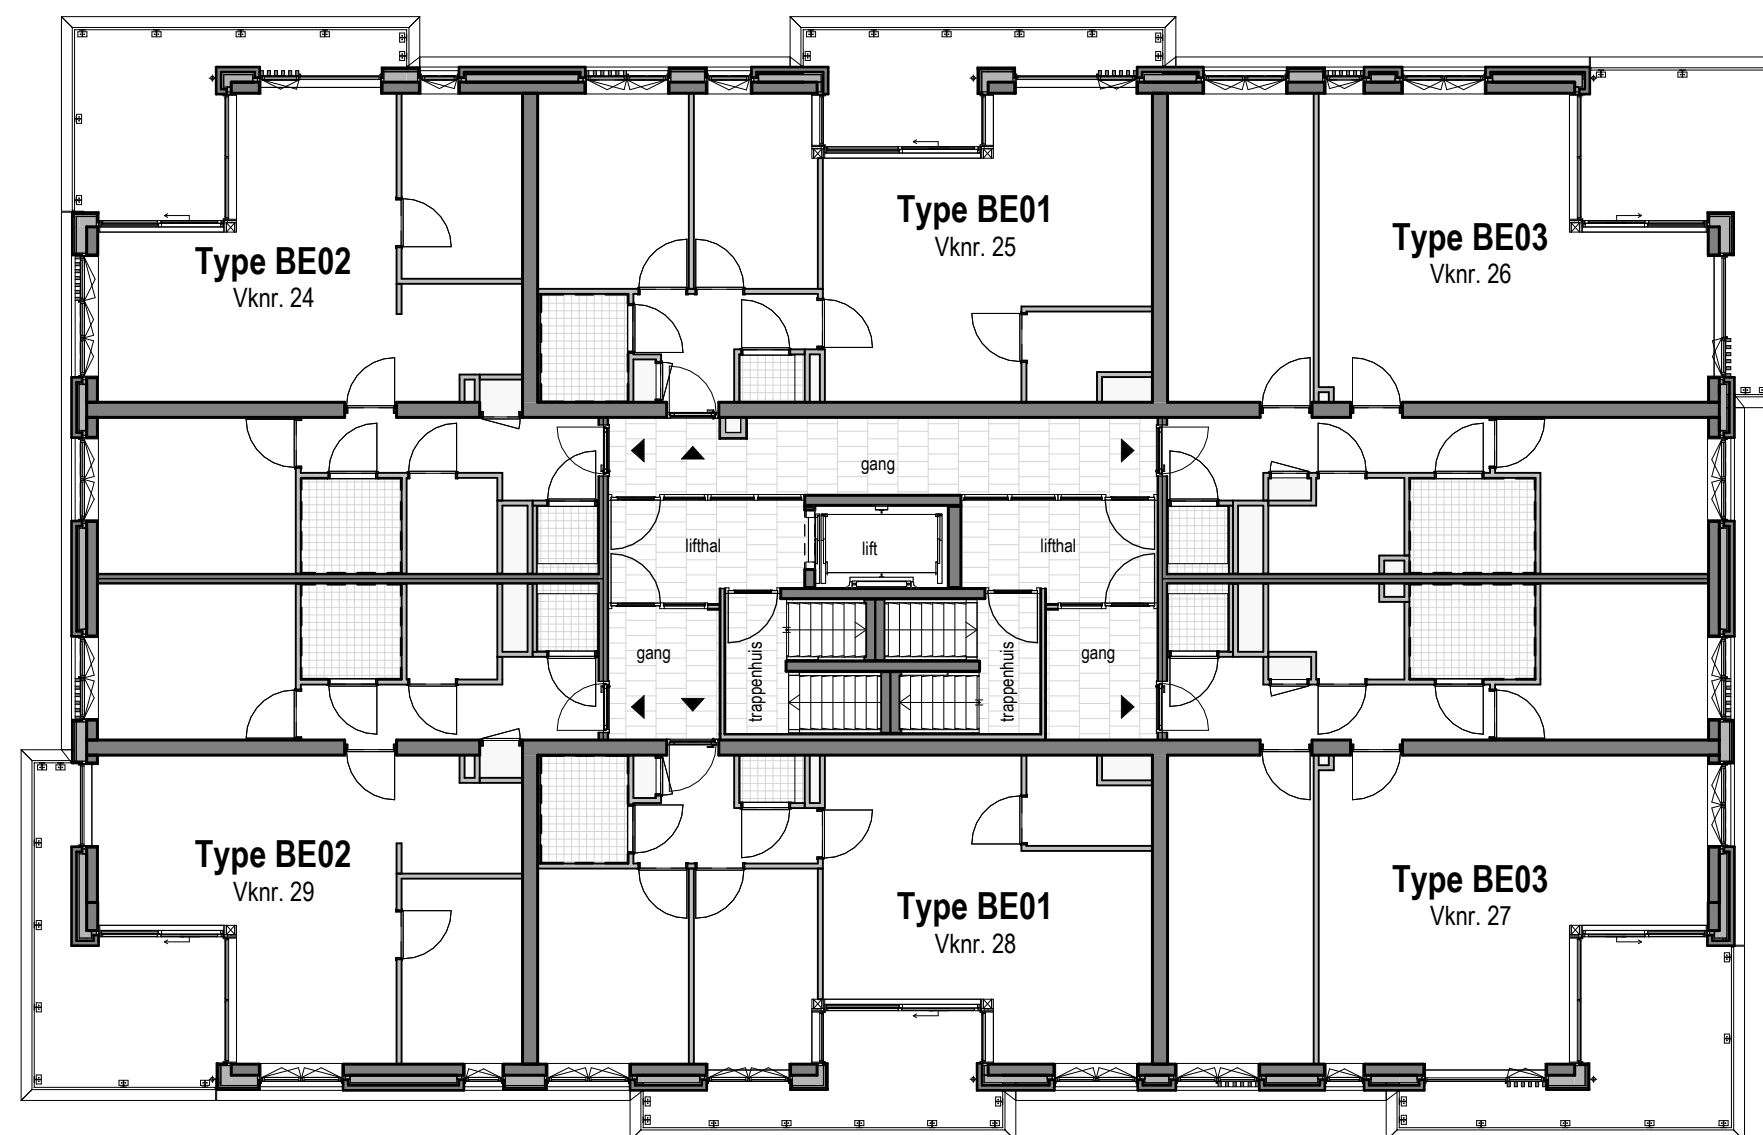 Type BE01
Vknr. 25
Type BE03
Vknr. 26
Type BE02
Vknr. 24
gang
lifthal
lift
lifthal
gang
trappenhuis
trappenhuis
gang
Type BE02
Vknr. 29
Type BE01
Vknr. 28
Type BE03
Vknr. 27